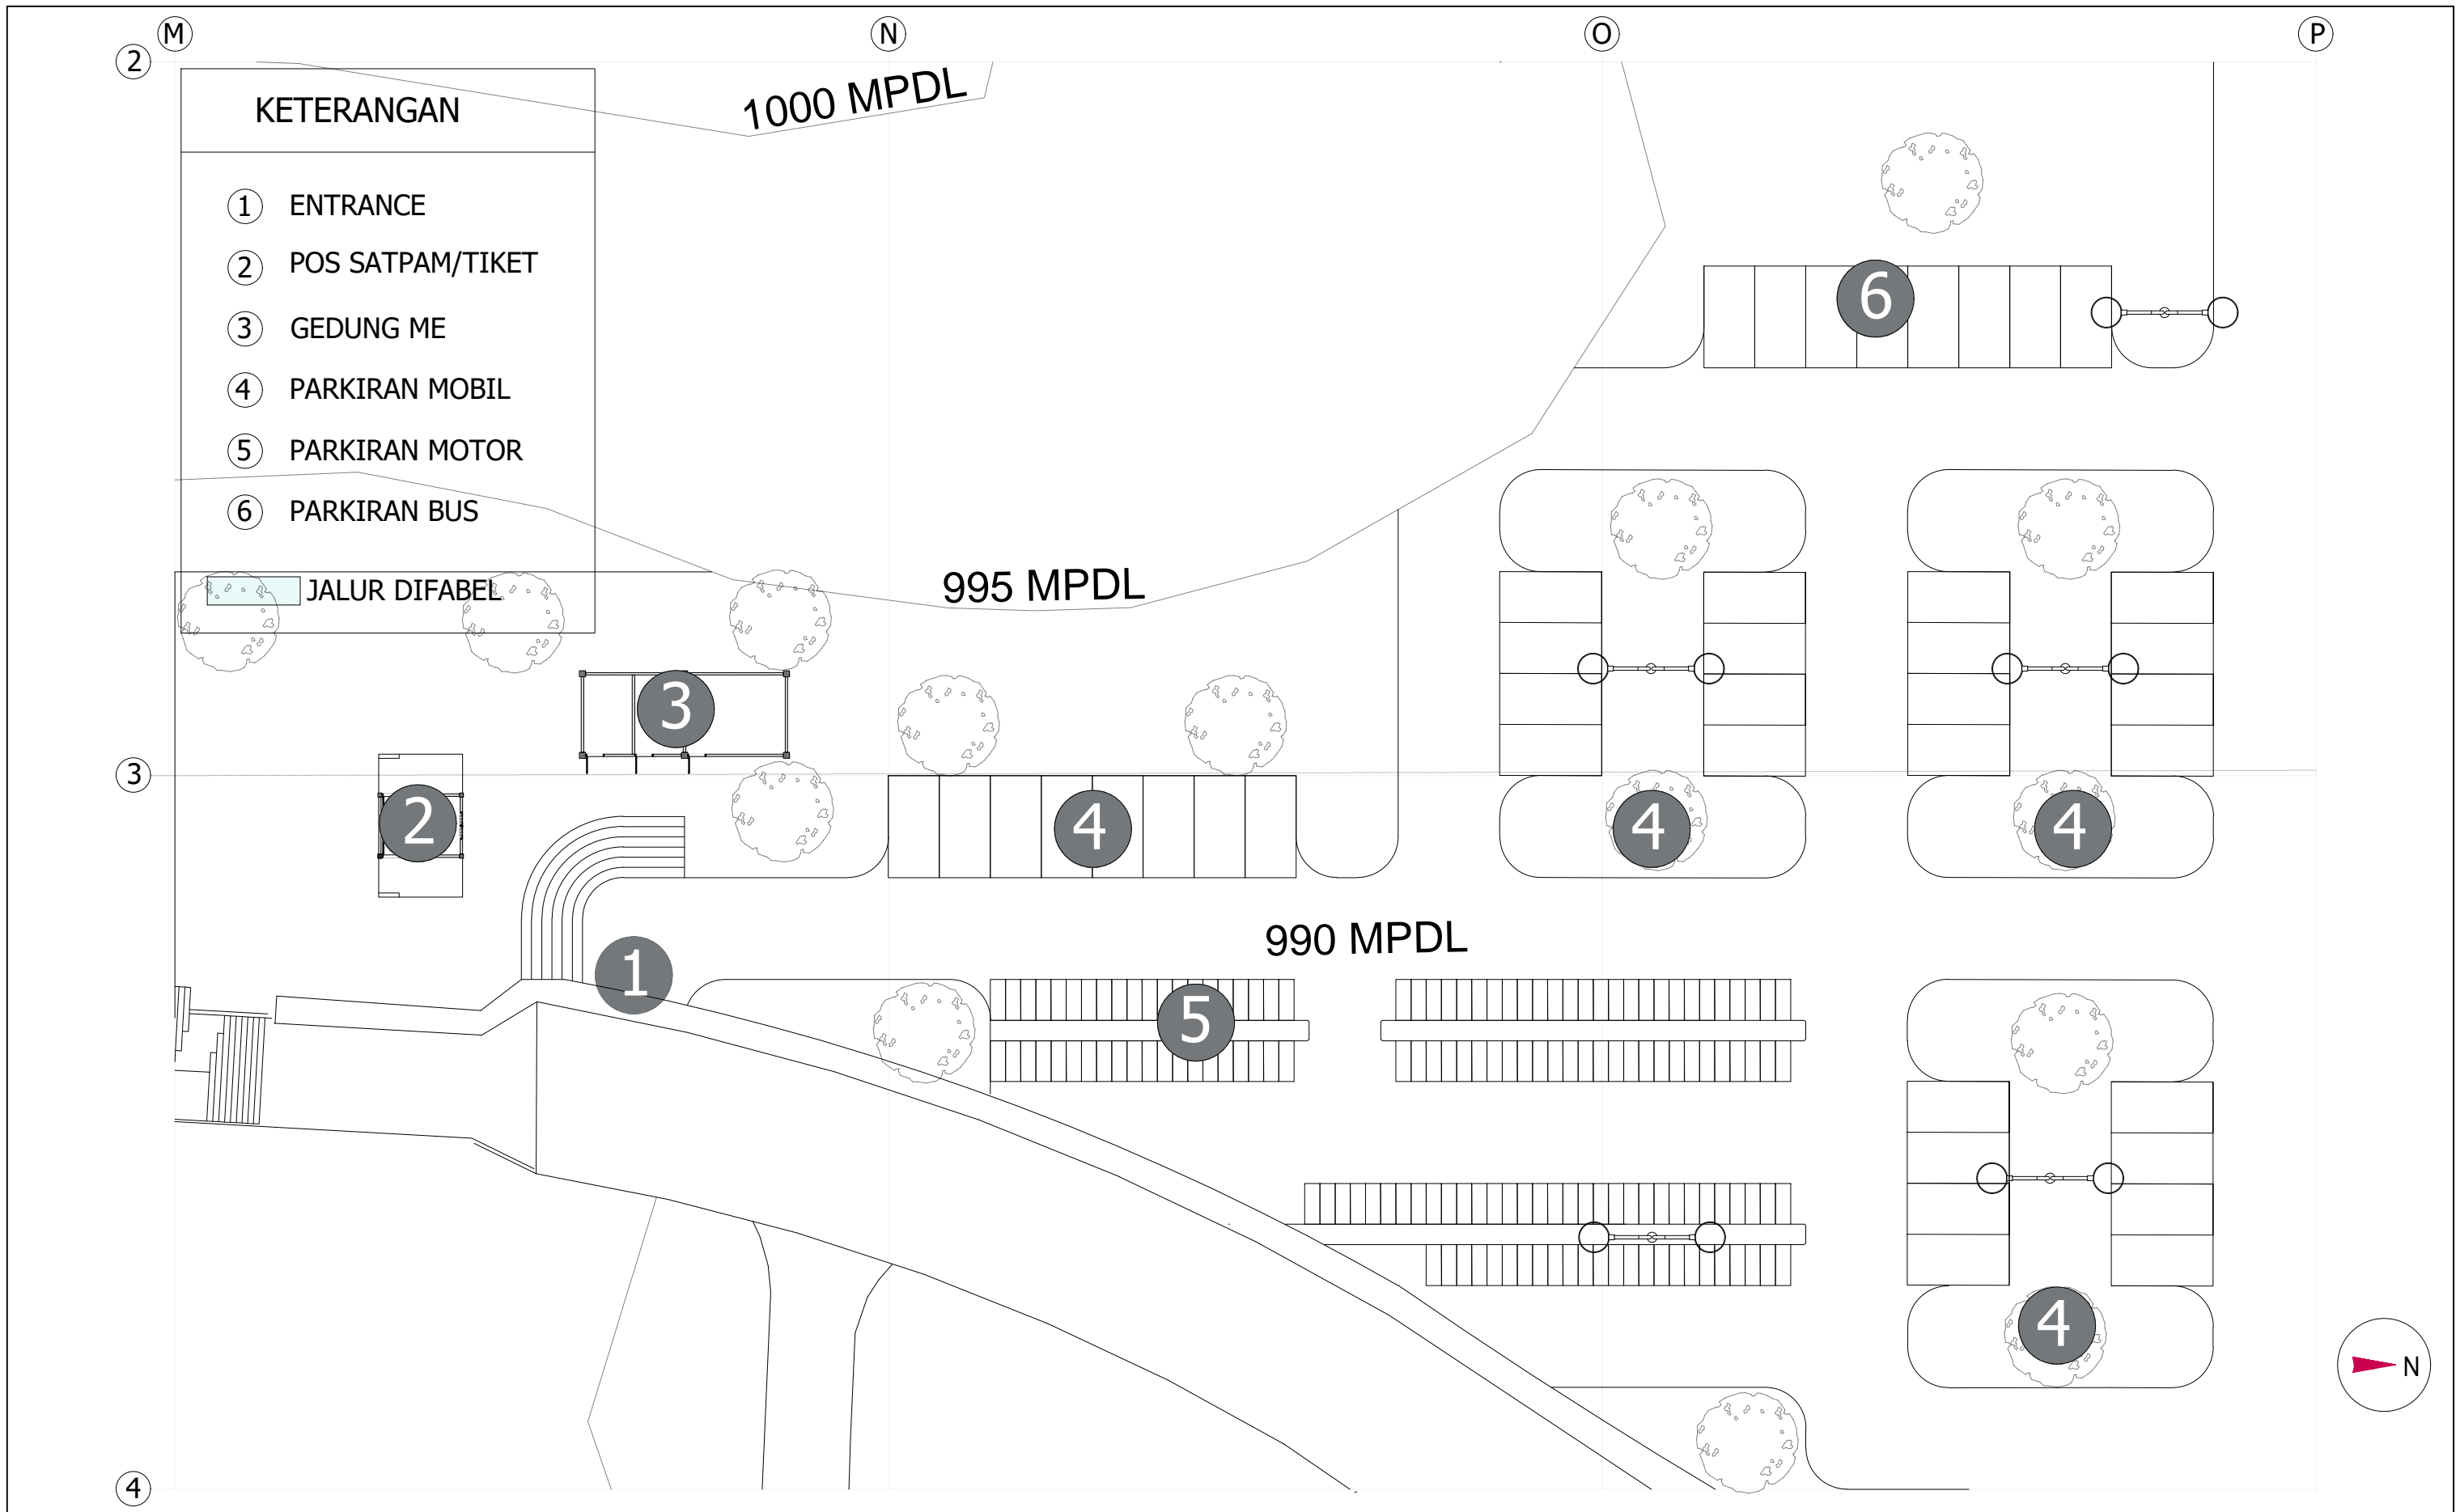 M N O P
2
KETERANGAN
1000 MPDL
1 ENTRANCE
2 POS SATPAM/TIKET
3 GEDUNG ME
4 PARKIRAN MOBIL
5 PARKIRAN MOTOR
6 PARKIRAN BUS
JALUR DIFABEL
6
995 MPDL
3
3
2
4
4
4
990 MPDL
1
5
4
N
4